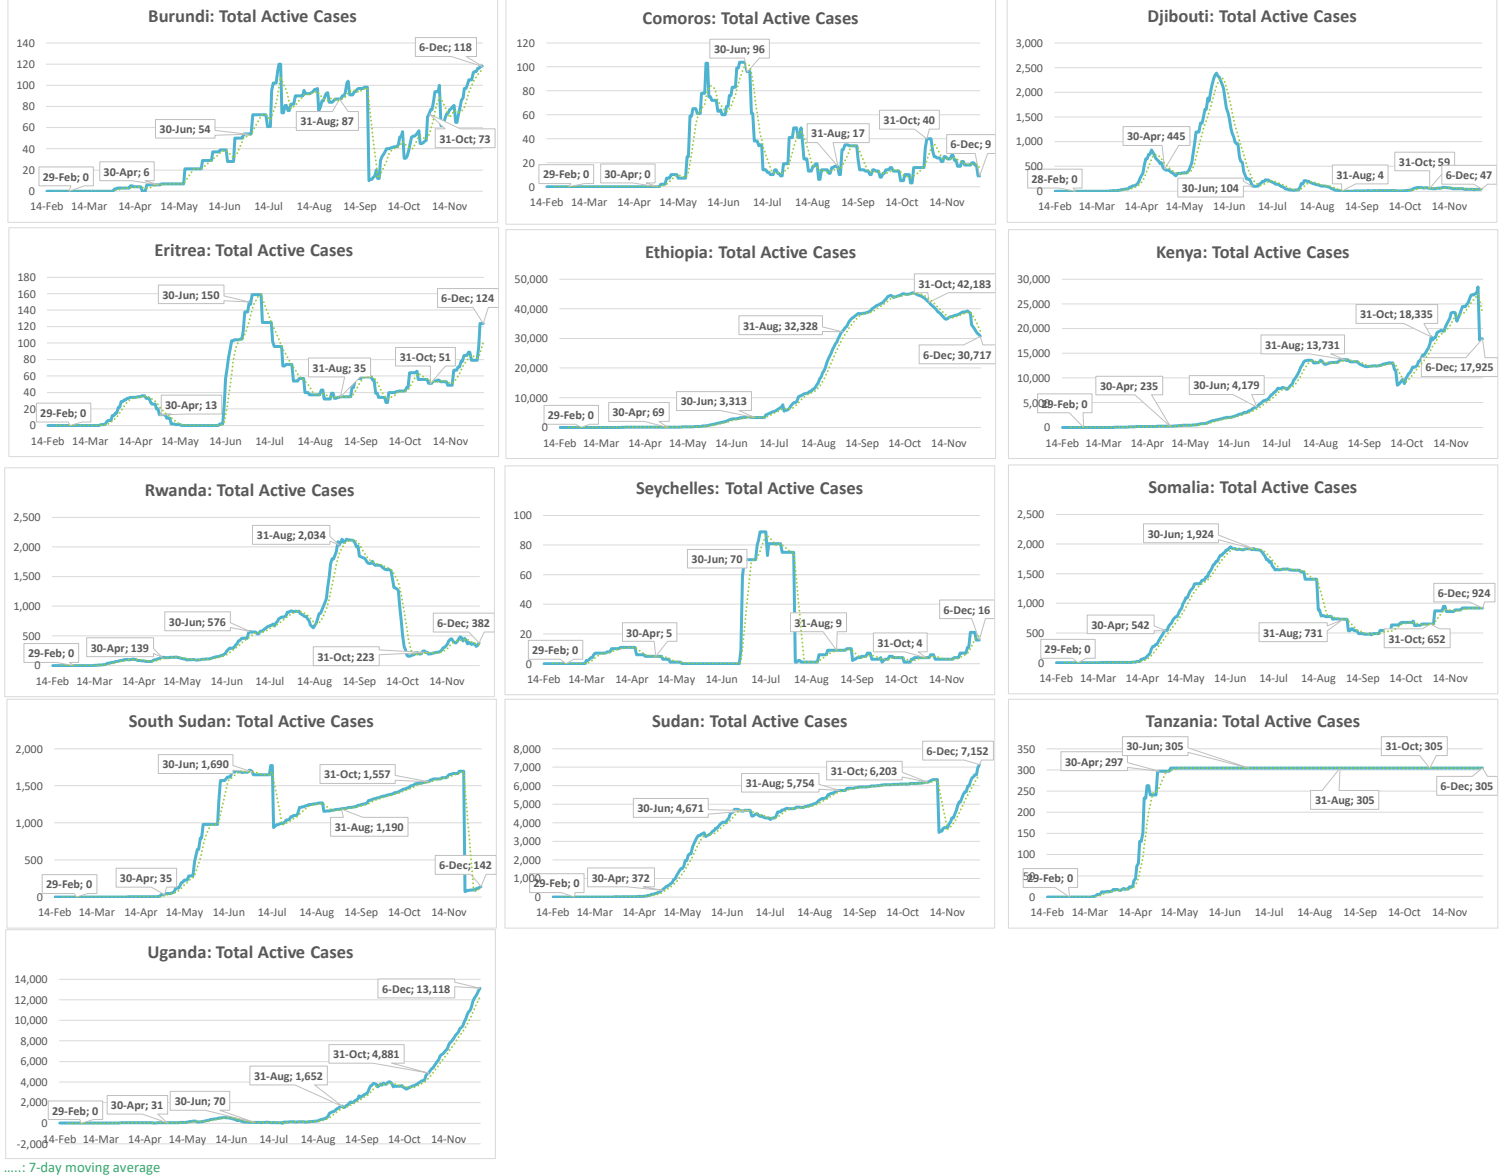 Burundi: Total Active Cases
140
120
100
80
60
40
20
0
29-Feb; 0
30-Apr; 6
30-Jun; 54
31-Aug; 87
31-Oct; 73
6-Dec; 118
14-Feb 14-Mar 14-Apr 14-May 14-Jun 14-Jul 14-Aug 14-Sep 14-Oct 14-Nov
Comoros: Total Active Cases
120
100
80
60
40
20
0
29-Feb; 0
30-Apr; 0
30-Jun; 96
31-Aug; 17
31-Oct; 40
6-Dec; 9
14-Feb 14-Mar 14-Apr 14-May 14-Jun 14-Jul 14-Aug 14-Sep 14-Oct 14-Nov
Djibouti: Total Active Cases
3,000
2,500
2,000
1,500
1,000
500
0
28-Feb; 0
30-Apr; 445
30-Jun; 104
31-Aug; 4
31-Oct; 59
6-Dec; 47
14-Feb 14-Mar 14-Apr 14-May 14-Jun 14-Jul 14-Aug 14-Sep 14-Oct 14-Nov
Eritrea: Total Active Cases
180
160
140
120
100
80
60
40
20
0
29-Feb; 0
30-Apr; 13
30-Jun; 150
31-Aug; 35
31-Oct; 51
6-Dec; 124
14-Feb 14-Mar 14-Apr 14-May 14-Jun 14-Jul 14-Aug 14-Sep 14-Oct 14-Nov
Ethiopia: Total Active Cases
50,000
40,000
30,000
20,000
10,000
0
29-Feb; 0
30-Apr; 69
30-Jun; 3,313
31-Aug; 32,328
31-Oct; 42,183
6-Dec; 30,717
14-Feb 14-Mar 14-Apr 14-May 14-Jun 14-Jul 14-Aug 14-Sep 14-Oct 14-Nov
Kenya: Total Active Cases
30,000
25,000
20,000
15,000
10,000
5,000
0
29-Feb; 0
30-Apr; 235
30-Jun; 4,179
31-Aug; 13,731
31-Oct; 18,335
6-Dec; 17,925
14-Feb 14-Mar 14-Apr 14-May 14-Jun 14-Jul 14-Aug 14-Sep 14-Oct 14-Nov
Rwanda: Total Active Cases
2,500
2,000
1,500
1,000
500
0
29-Feb; 0
30-Apr; 139
30-Jun; 576
31-Aug; 2,034
31-Oct; 223
6-Dec; 382
14-Feb 14-Mar 14-Apr 14-May 14-Jun 14-Jul 14-Aug 14-Sep 14-Oct 14-Nov
Seychelles: Total Active Cases
100
80
60
40
20
0
29-Feb; 0
30-Apr; 5
30-Jun; 70
31-Aug; 9
31-Oct; 4
6-Dec; 16
14-Feb 14-Mar 14-Apr 14-May 14-Jun 14-Jul 14-Aug 14-Sep 14-Oct 14-Nov
Somalia: Total Active Cases
2,500
2,000
1,500
1,000
500
0
29-Feb; 0
30-Apr; 542
30-Jun; 1,924
31-Aug; 731
31-Oct; 652
6-Dec; 924
14-Feb 14-Mar 14-Apr 14-May 14-Jun 14-Jul 14-Aug 14-Sep 14-Oct 14-Nov
South Sudan: Total Active Cases
2,000
1,500
1,000
500
0
29-Feb; 0
30-Apr; 35
30-Jun; 1,690
31-Aug; 1,190
31-Oct; 1,557
6-Dec; 142
14-Feb 14-Mar 14-Apr 14-May 14-Jun 14-Jul 14-Aug 14-Sep 14-Oct 14-Nov
Sudan: Total Active Cases
8,000
7,000
6,000
5,000
4,000
3,000
2,000
1,000
0
29-Feb; 0
30-Apr; 372
30-Jun; 4,671
31-Aug; 5,754
31-Oct; 6,203
6-Dec; 7,152
14-Feb 14-Mar 14-Apr 14-May 14-Jun 14-Jul 14-Aug 14-Sep 14-Oct 14-Nov
Tanzania: Total Active Cases
350
300
250
200
150
100
50
0
29-Feb; 0
30-Apr; 297
30-Jun; 305
31-Aug; 305
31-Oct; 305
6-Dec; 305
14-Feb 14-Mar 14-Apr 14-May 14-Jun 14-Jul 14-Aug 14-Sep 14-Oct 14-Nov
Uganda: Total Active Cases
14,000
12,000
10,000
8,000
6,000
4,000
2,000
0
-2,000
29-Feb; 0
30-Apr; 31
30-Jun; 70
31-Aug; 1,652
31-Oct; 4,881
6-Dec; 13,118
14-Feb 14-Mar 14-Apr 14-May 14-Jun 14-Jul 14-Aug 14-Sep 14-Oct 14-Nov
.....: 7-day moving average